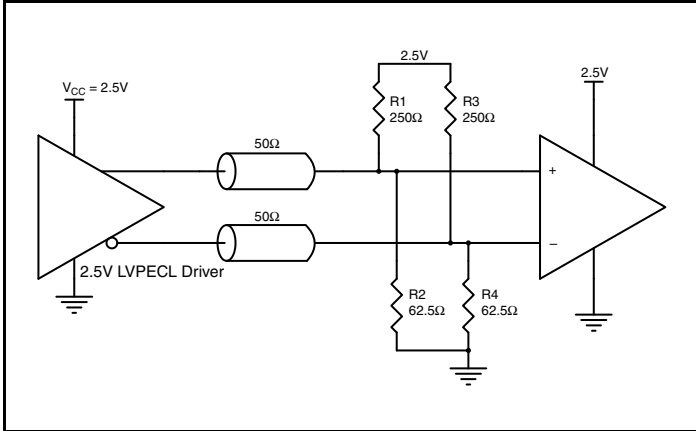 2.5V
V_CC = 2.5V
2.5V
R1
250Ω
R3
250Ω
50Ω
+
50Ω
–
2.5V LVPECL Driver
R2
62.5Ω
R4
62.5Ω